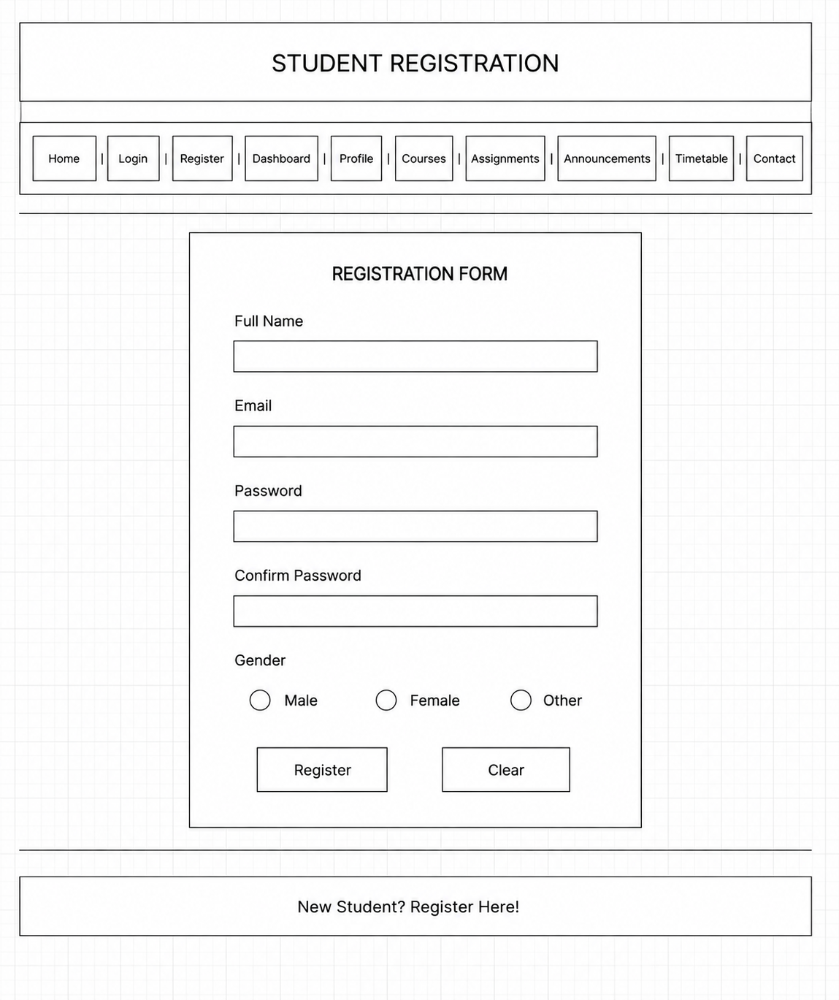 STUDENT REGISTRATION
Home | Login | Register | Dashboard | Profile | Courses | Assignments | Announcements | Timetable | Contact
REGISTRATION FORM
Full Name
Email
Password
Confirm Password
Gender
Male Female Other
Register Clear
New Student? Register Here!